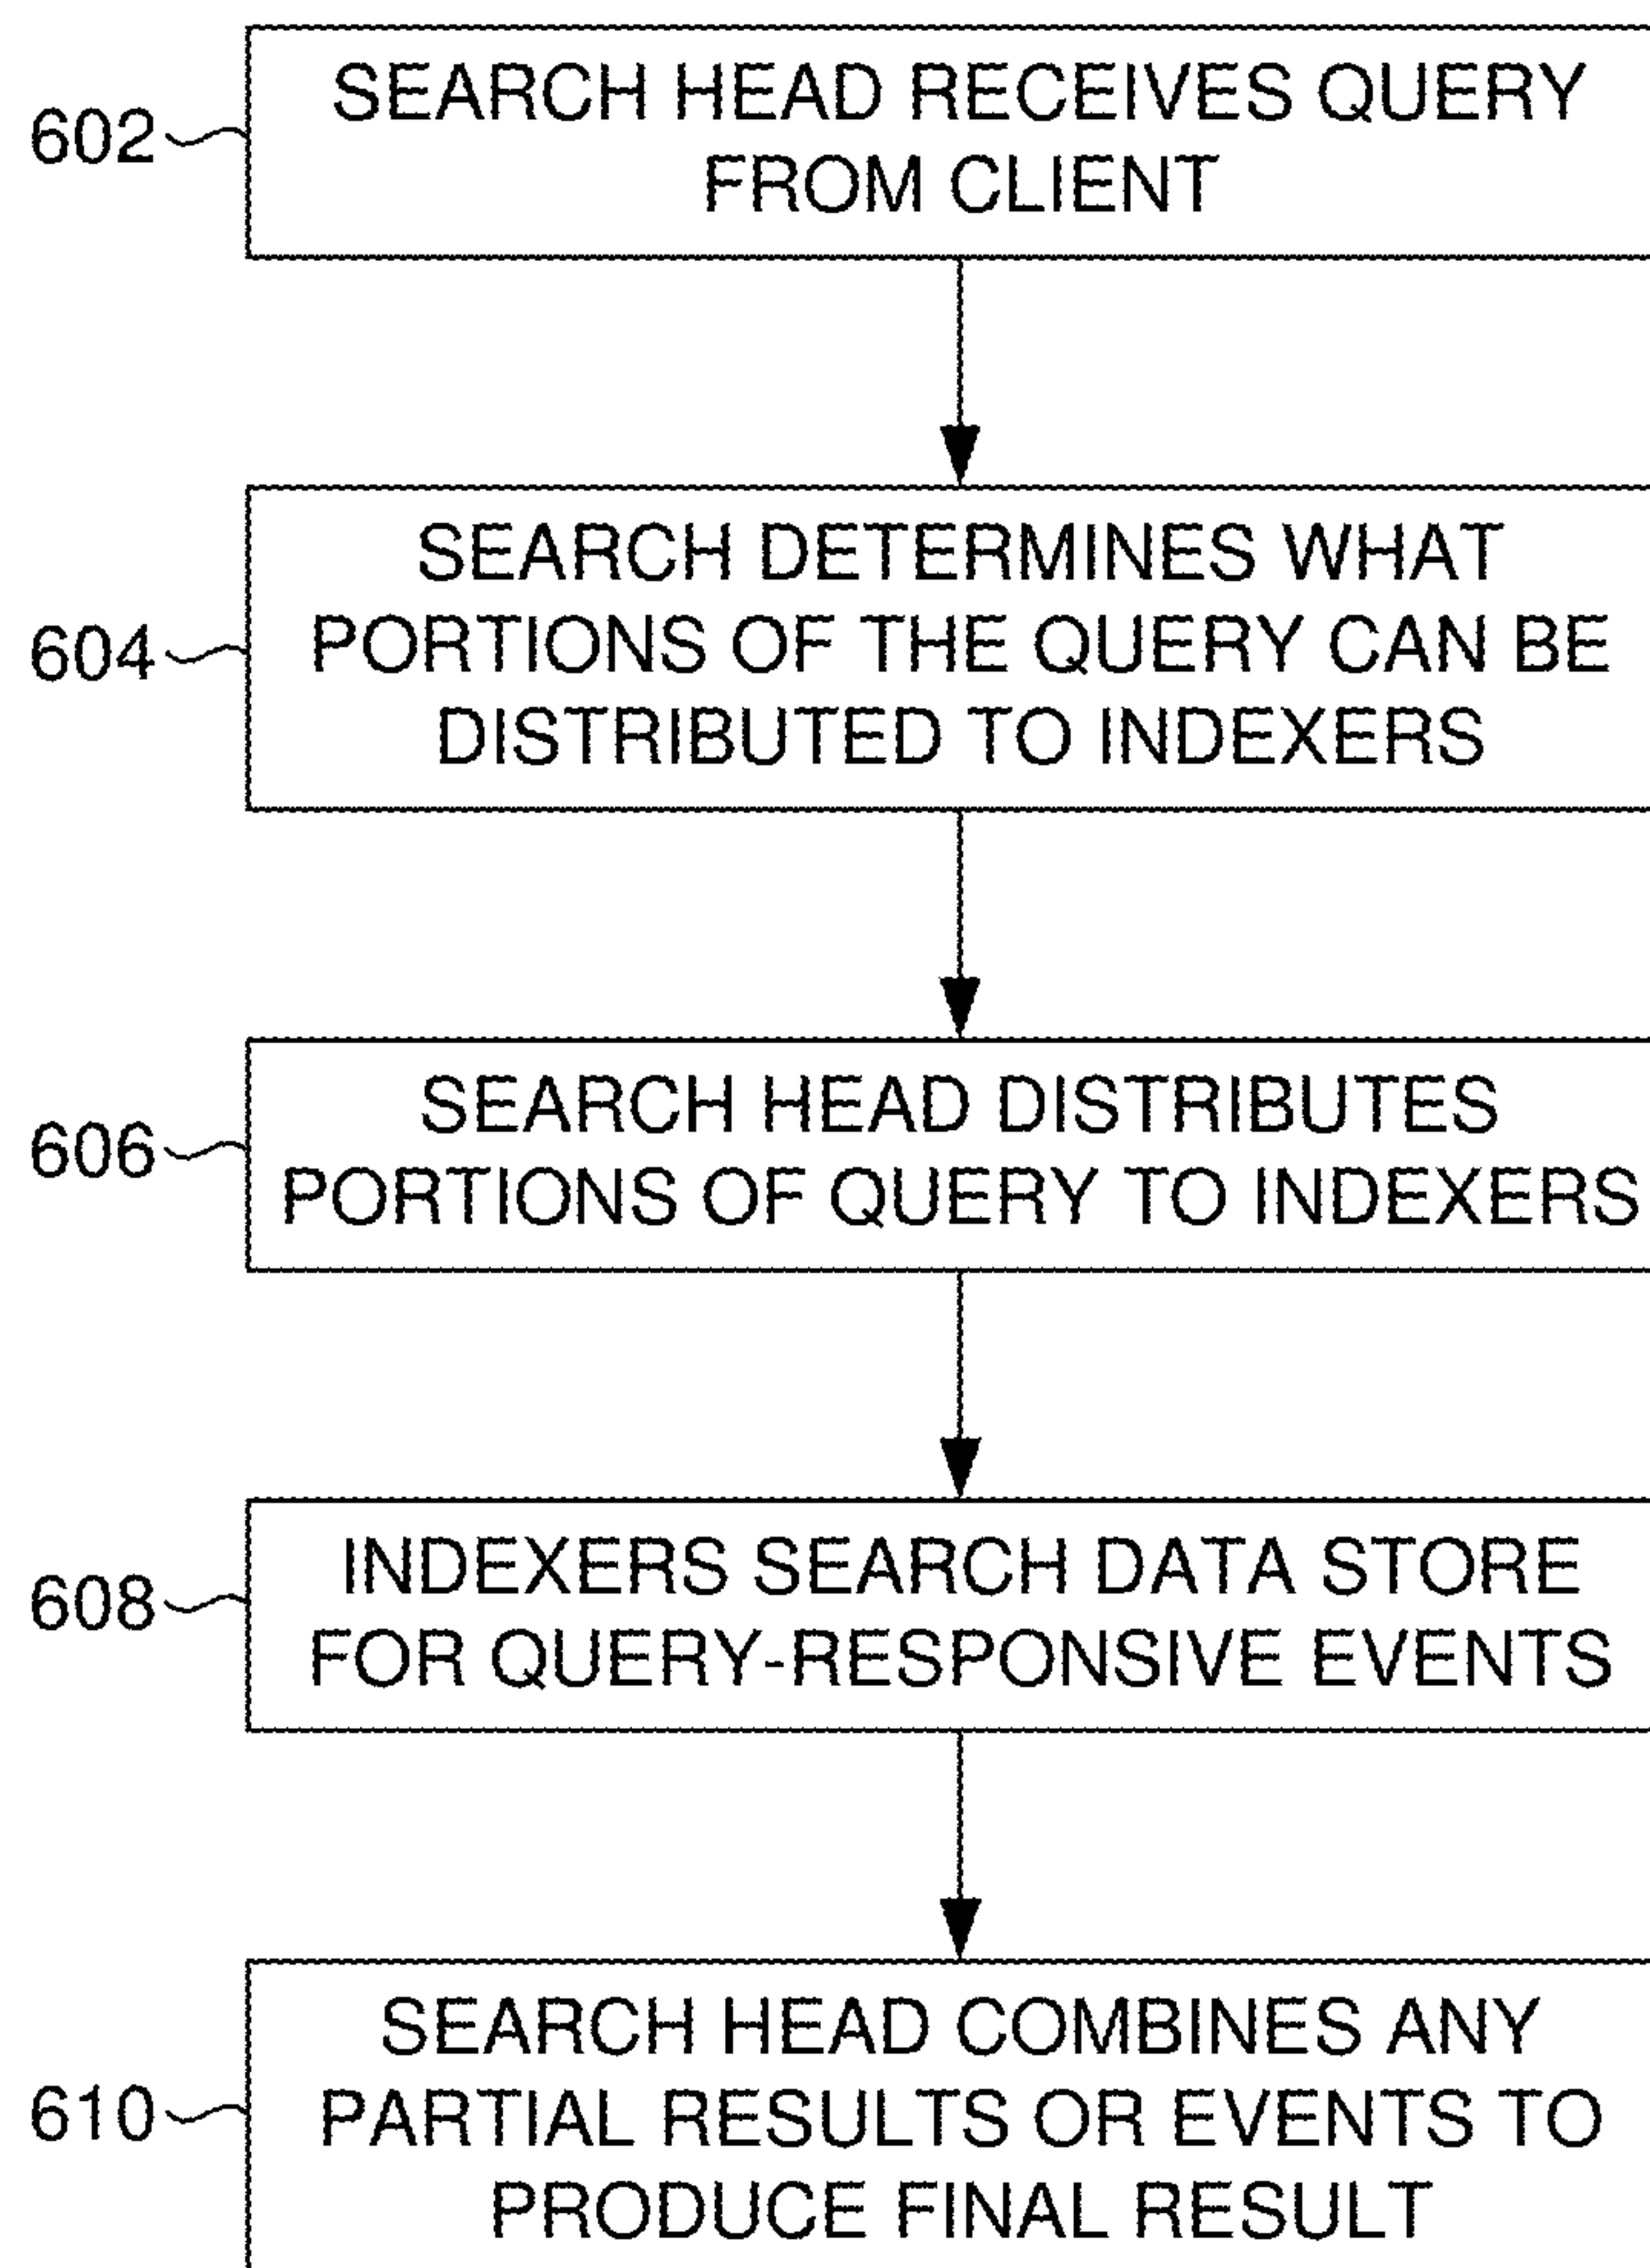 602
SEARCH HEAD RECEIVES QUERY
FROM CLIENT
604
SEARCH DETERMINES WHAT
PORTIONS OF THE QUERY CAN BE
DISTRIBUTED TO INDEXERS
606
SEARCH HEAD DISTRIBUTES
PORTIONS OF QUERY TO INDEXERS
608
INDEXERS SEARCH DATA STORE
FOR QUERY-RESPONSIVE EVENTS
610
SEARCH HEAD COMBINES ANY
PARTIAL RESULTS OR EVENTS TO
PRODUCE FINAL RESULT